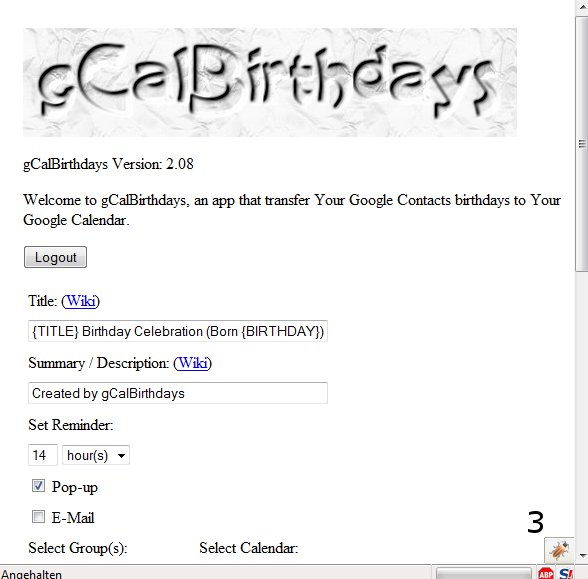 gCalBirthdays
gCalBirthdays Version: 2.08
Welcome to gCalBirthdays, an app that transfer Your Google Contacts birthdays to Your
Google Calendar.
Logout
Title: (Wiki)
{TITLE} Birthday Celebration (Born {BIRTHDAY})
Summary / Description: (Wiki)
Created by gCalBirthdays
Set Reminder:
14 hour(s)
Pop-up
E-Mail
3
Select Group(s): Select Calendar:
Angehalten ABP S!